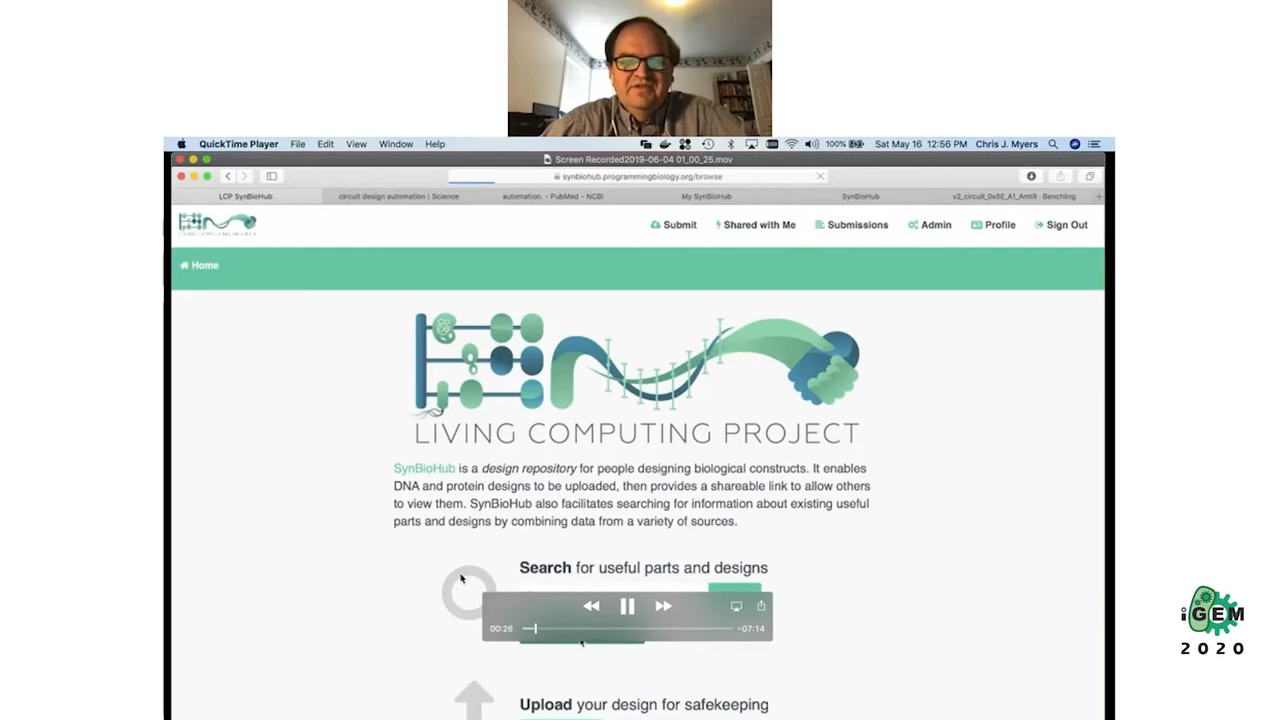 QuickTime Player File Edit View Window Help 100% Sat May 16 12:56 PM Chris J. Myers
Screen Recorded2019-06-04 01_00_25.mov
synbiohub.programmingbiology.org/browse
LCP SynBioHub circuit design automation | Science automation. - PubMed - NCBI My SynBioHub SynBioHub v2_circuit_0x8E_A1_AmtR · Benchling
LIVING COMPUTING PROJECT Submit Shared with Me Submissions Admin Profile Sign Out
Home
LIVING COMPUTING PROJECT
SynBioHub is a design repository for people designing biological constructs. It enables
DNA and protein designs to be uploaded, then provides a shareable link to allow others
to view them. SynBioHub also facilitates searching for information about existing useful
parts and designs by combining data from a variety of sources.
Search for useful parts and designs
00:26 -07:14
Upload your design for safekeeping
iGEM
2020